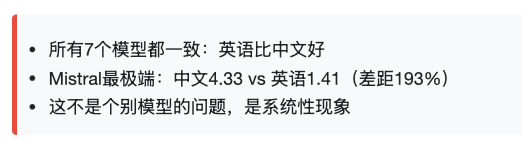 所有7个模型都一致：英语比中文好
Mistral最极端：中文4.33 vs 英语1.41（差距193%）
这不是个别模型的问题，是系统性现象